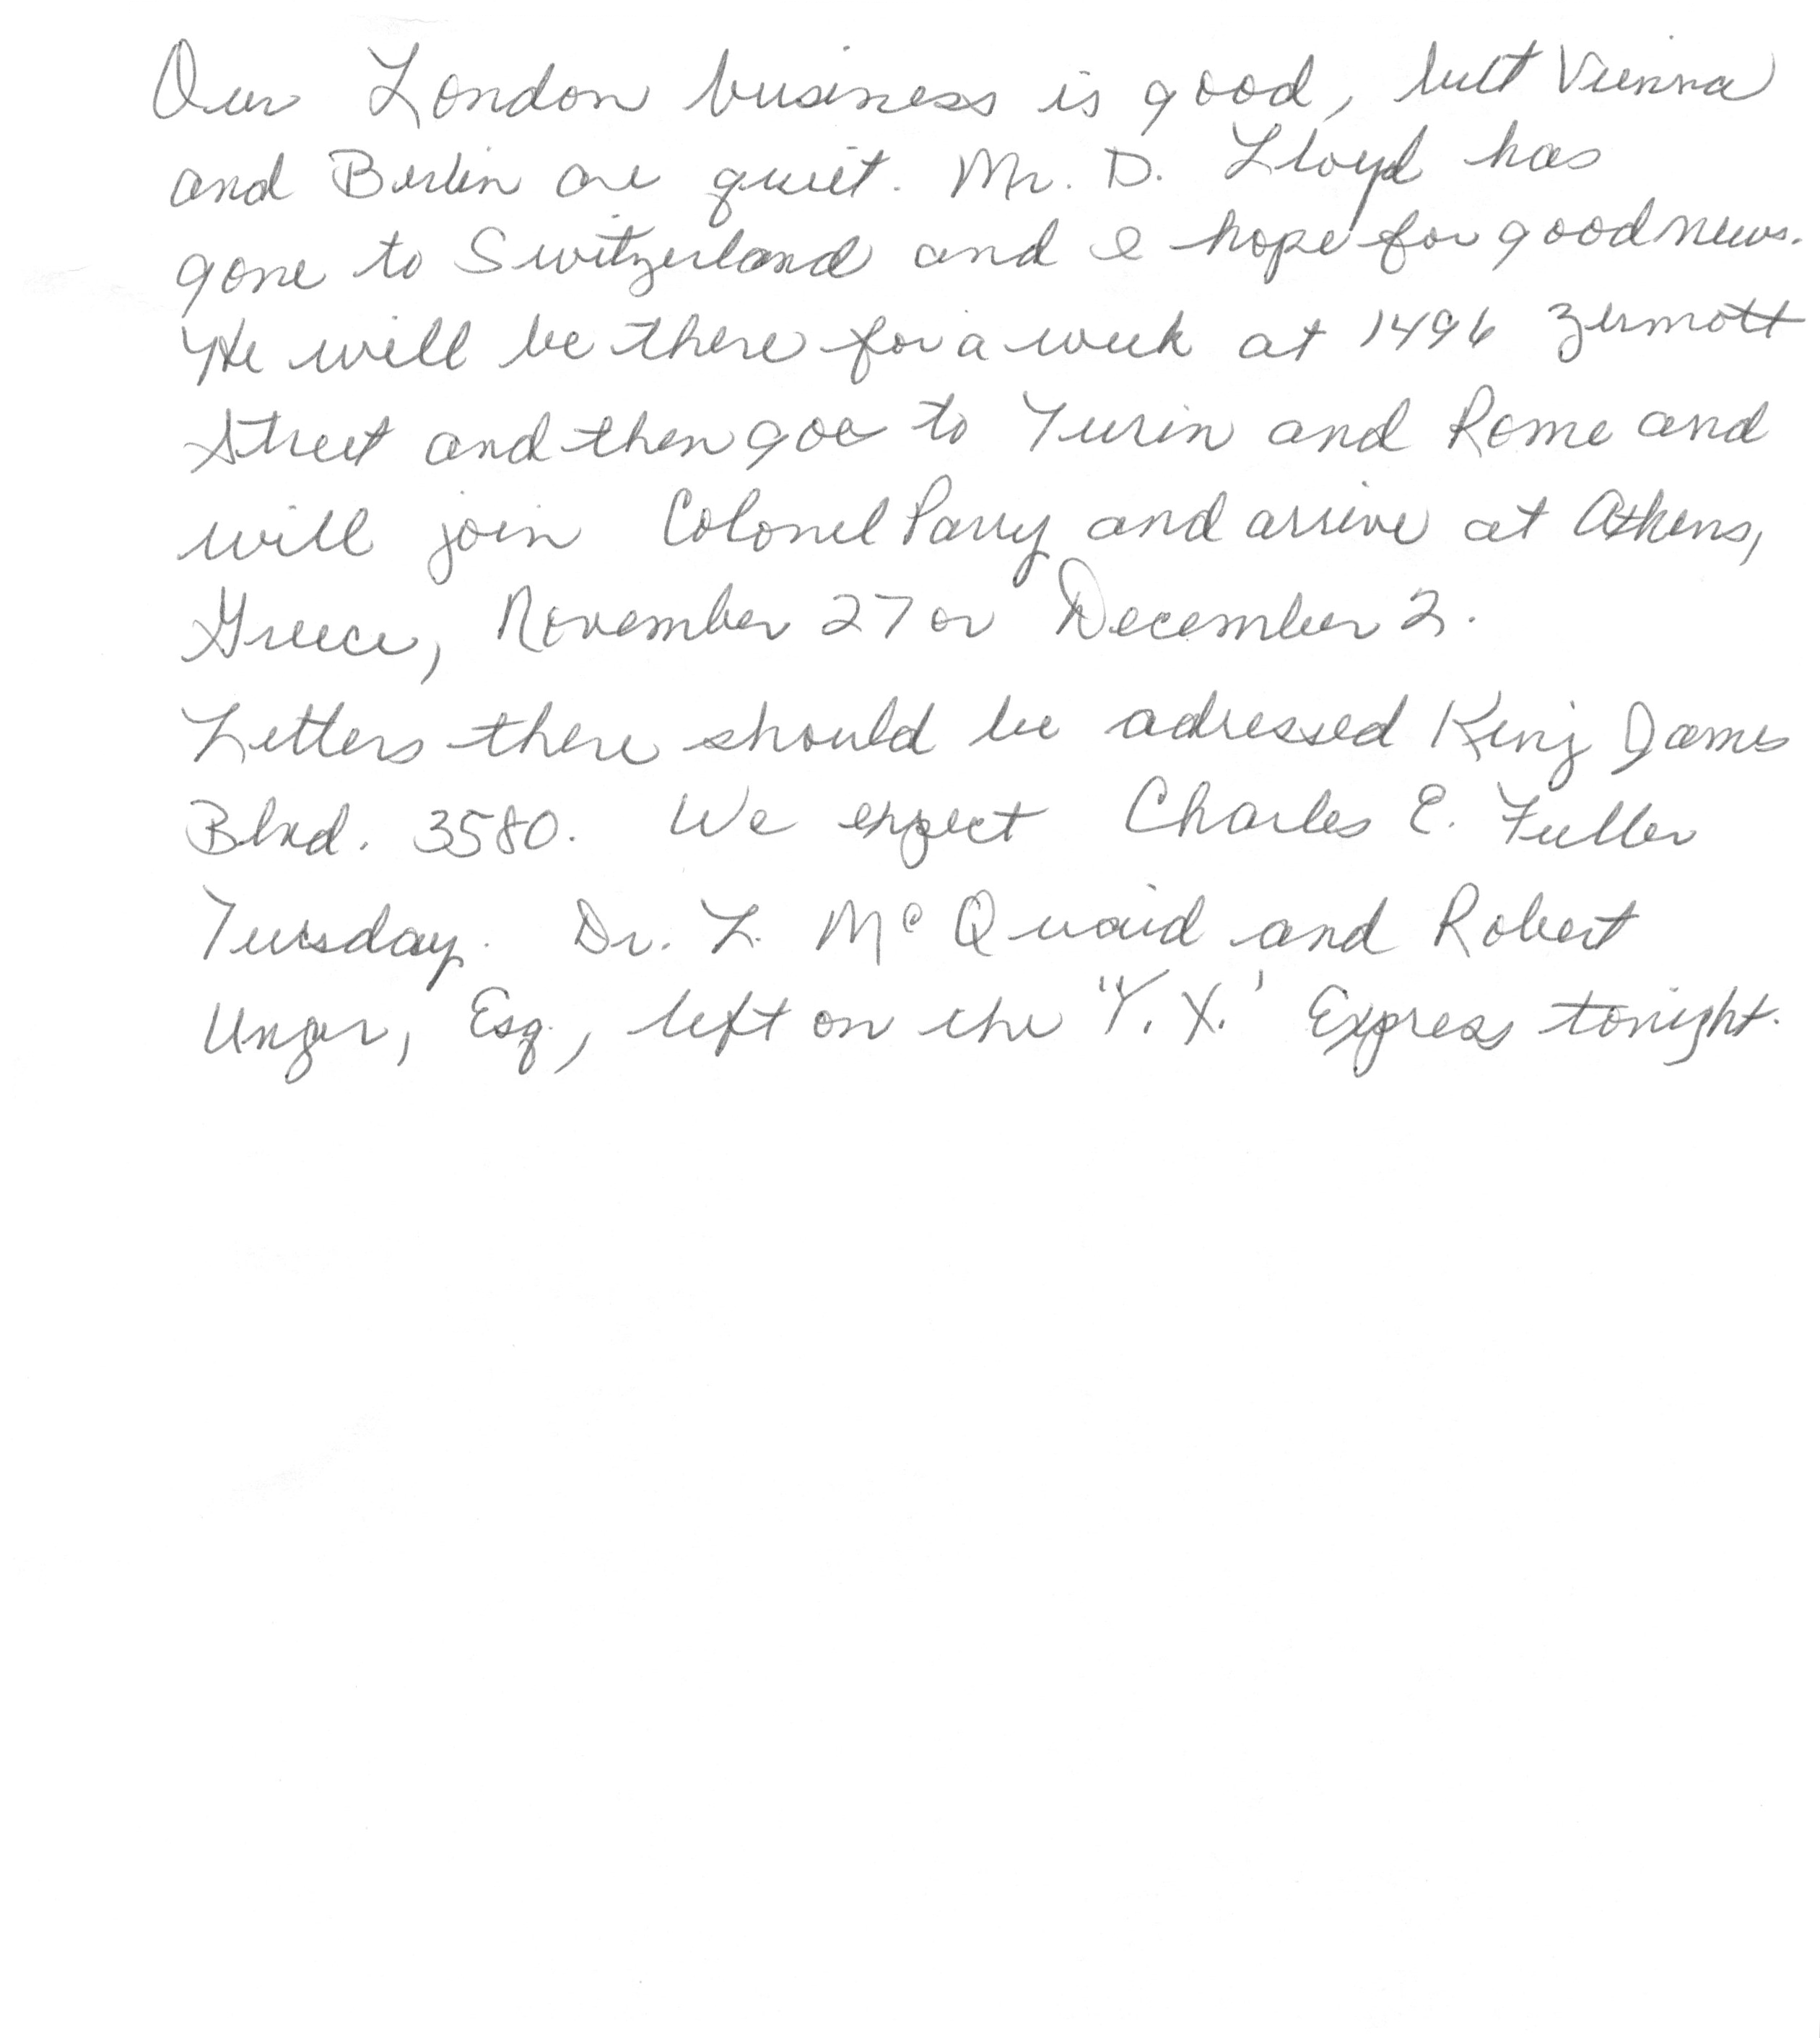 Our London business is good, but Vienna
and Berlin are quiet. Mr. D. Lloyd has
gone to Switzerland and I hope for good news.
He will be there for a week at 1496 Zermott
Street and then goe to Turin and Rome and
will join Colonel Parry and arrive at Athens,
Greece, November 27 or December 2.
Letters there should be adressed King James
Blvd. 3580. We expect Charles E. Fuller
Tuesday. Dr. L. McQuaid and Robert
Unger, Esq., left on the "Y. X.' Express tonight.